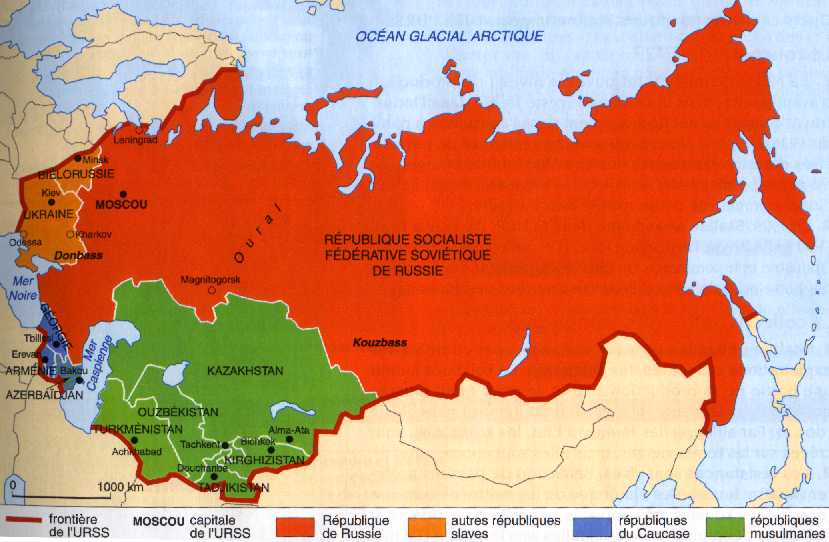 OCÉAN GLACIAL ARCTIQUE
Leningrad
Minsk
BIÉLORUSSIE
MOSCOU
Kiev
UKRAINE
Kharkov
Odessa
Donbass
Oural
RÉPUBLIQUE SOCIALISTE
FÉDÉRATIVE SOVIÉTIQUE
DE RUSSIE
Magnitogorsk
Mer
Noire
GÉORGIE
Tbilissi
Erevan
ARMÉNIE
Bakou
AZERBAÏDJAN
Mer
Caspienne
Kouzbass
KAZAKHSTAN
OUZBÉKISTAN
TURKMÉNISTAN
Achkhabad
Tachkent
Bichkek
Alma-Ata
KIRGHIZISTAN
Douchanbe
TADJIKISTAN
0 1000 km
frontière
de l'URSS
MOSCOU capitale
de l'URSS
République
de Russie
autres républiques
slaves
républiques
du Caucase
républiques
musulmanes